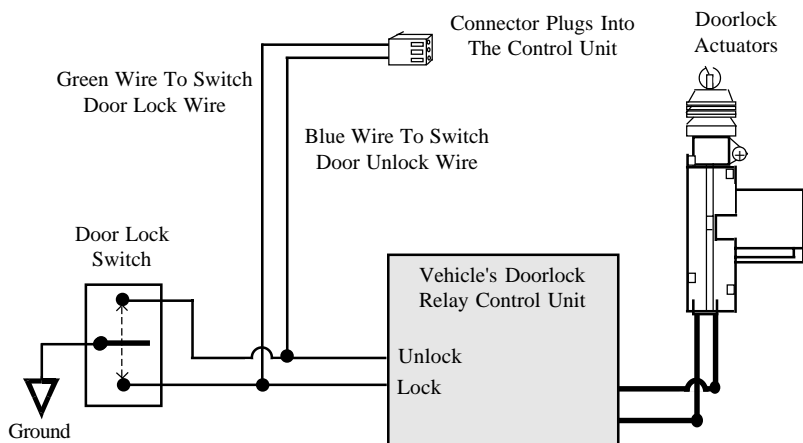 Connector Plugs Into
The Control Unit
Doorlock
Actuators
Green Wire To Switch
Door Lock Wire
Blue Wire To Switch
Door Unlock Wire
Door Lock
Switch
Vehicle's Doorlock
Relay Control Unit
Unlock
Lock
Ground